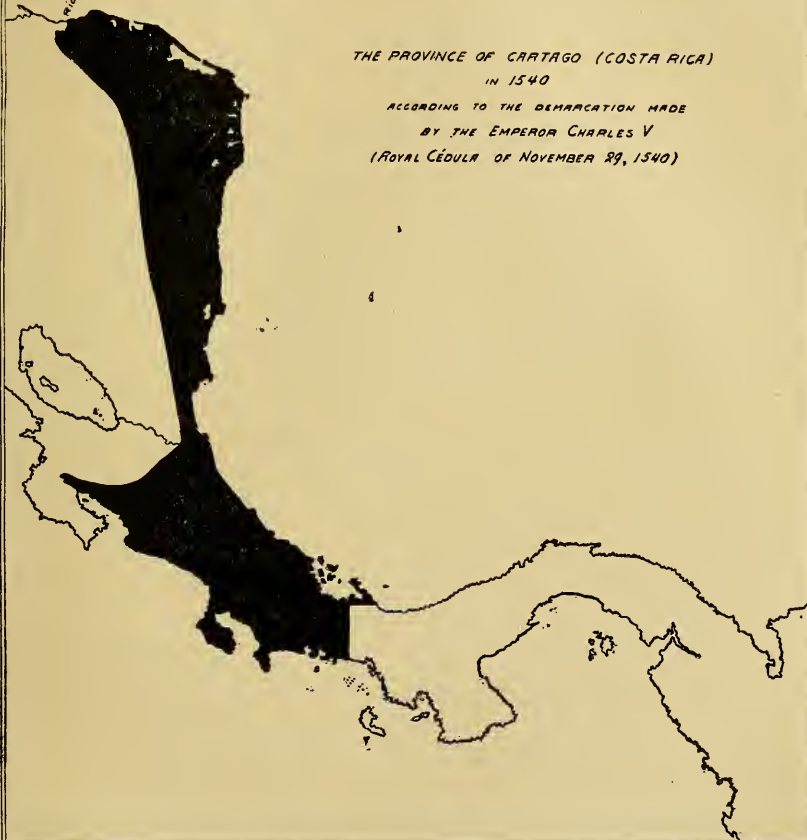 THE PROVINCE OF CARTAGO (COSTA RICA)
IN 1540
ACCORDING TO THE DEMARCATION MADE
BY THE EMPEROR CHARLES V
(ROYAL CÉDULA OF NOVEMBER 29, 1540)